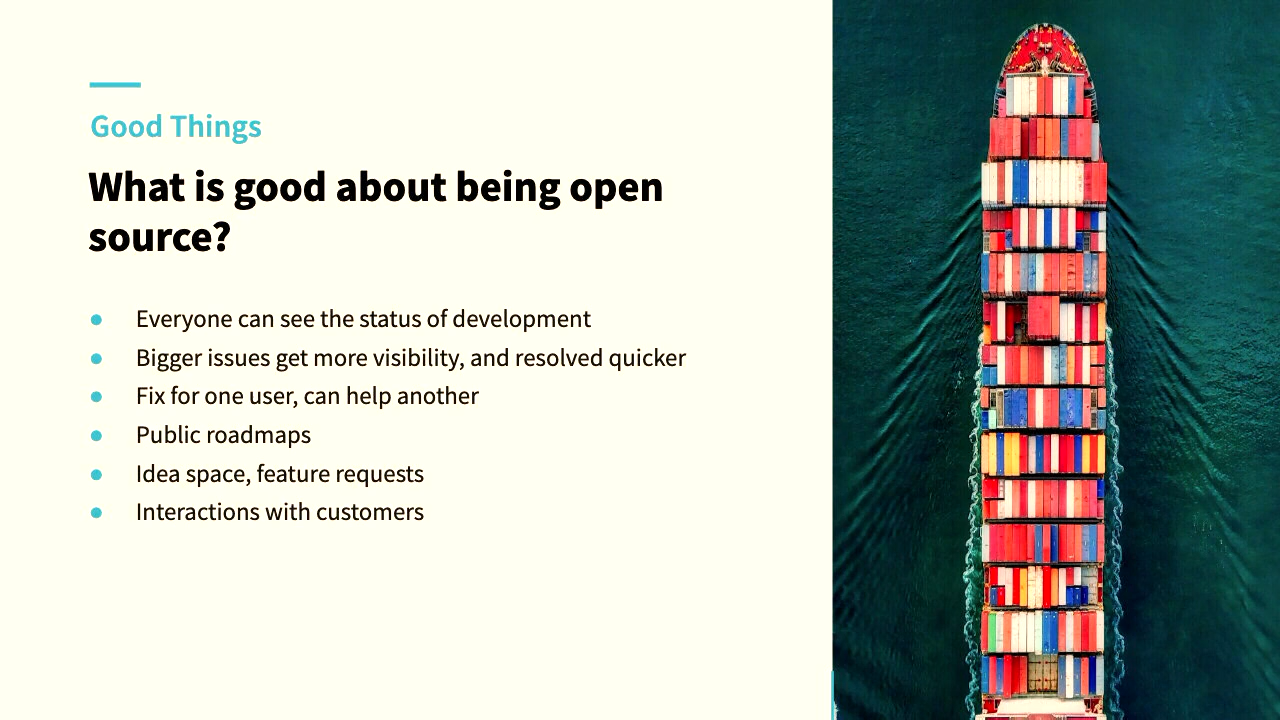 Good Things
What is good about being open
source?
● Everyone can see the status of development
● Bigger issues get more visibility, and resolved quicker
● Fix for one user, can help another
● Public roadmaps
● Idea space, feature requests
● Interactions with customers